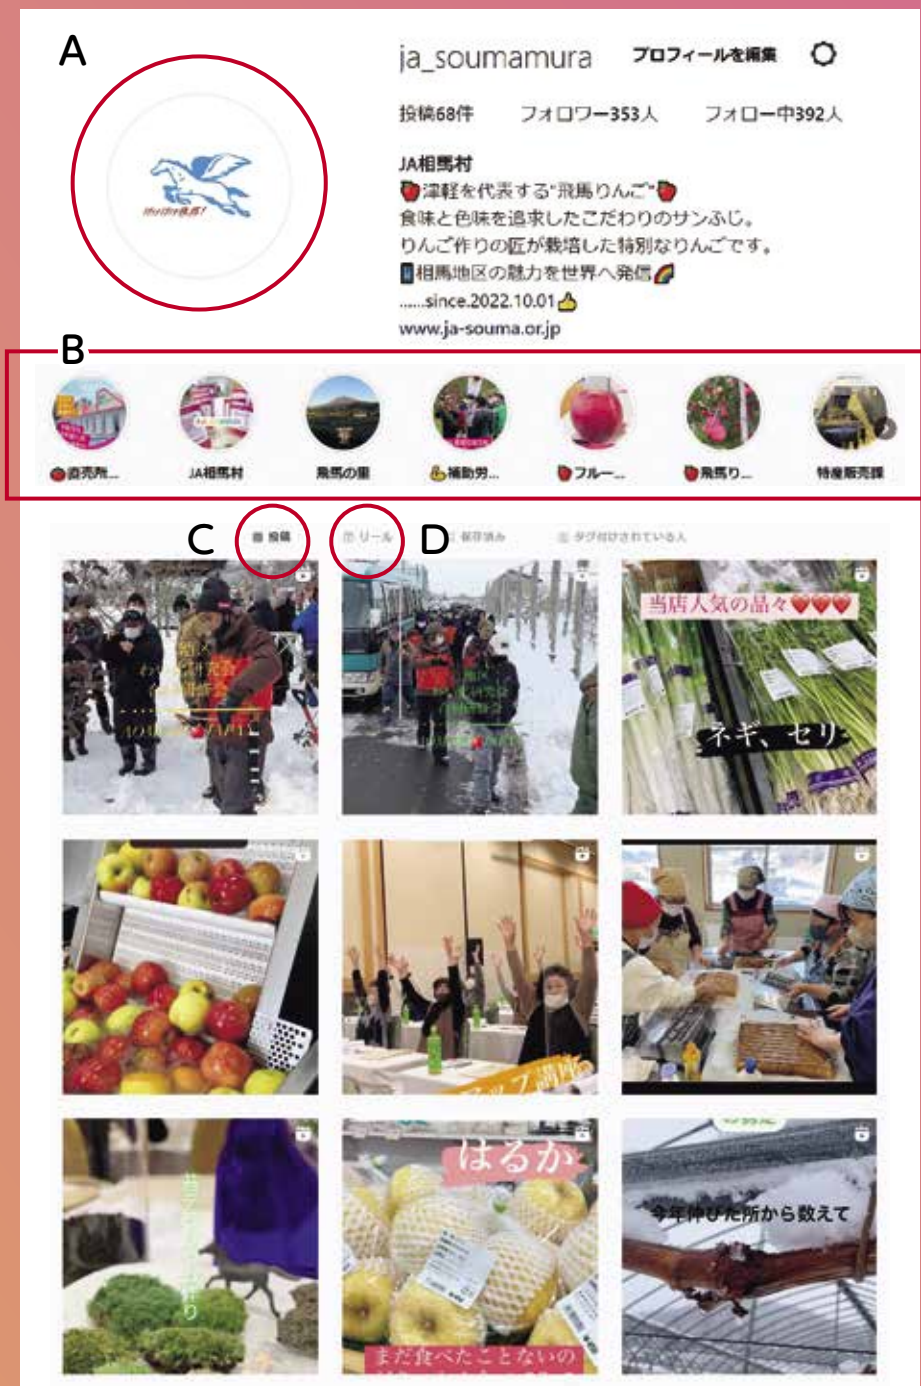 A
ja_soumamura プロフィールを編集
投稿68件 フォロワー353人 フォロー中392人
JA相馬村
🍎津軽を代表する"飛馬りんご"🍎
食味と色味を追求したこだわりのサンふじ。
りんご作りの匠が栽培した特別なりんごです。
📱相馬地区の魅力を世界へ発信🌈
......since.2022.10.01👍
www.ja-souma.or.jp
B
🍅直売所... JA相馬村 飛馬の里 💪補助労... 🍎フルー... 🍎飛馬り... 特産販売課
C 投稿 リール D 保存済み タグ付けされている人
当店人気の品々❤❤❤
ネギ、セリ
ップ講座
はるか
まだ食べたことないの
今年伸びた所から数えて